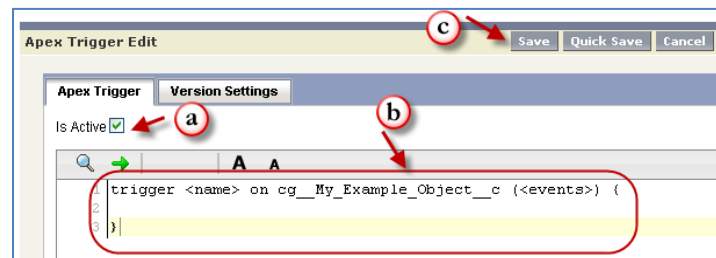 c
Apex Trigger Edit
Save Quick Save Cancel
Apex Trigger Version Settings
Is Active a
b
A A
1 trigger <name> on cg__My_Example_Object__c (<events>) {
2
3 }